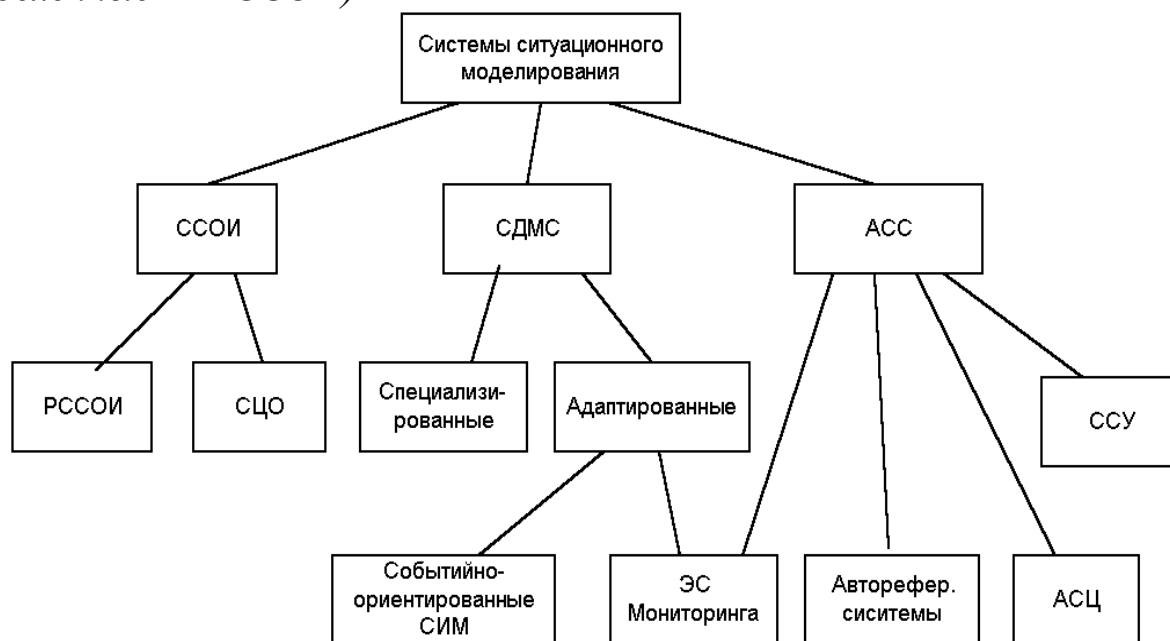 Системы ситуационного
моделирования
ССОИ
СДМС
АСС
РССОИ
СЦО
Специализи-
рованные
Адаптированные
ССУ
Событийно-
ориентированные
СИМ
ЭС
Мониторинга
Авторефер.
сиситемы
АСЦ